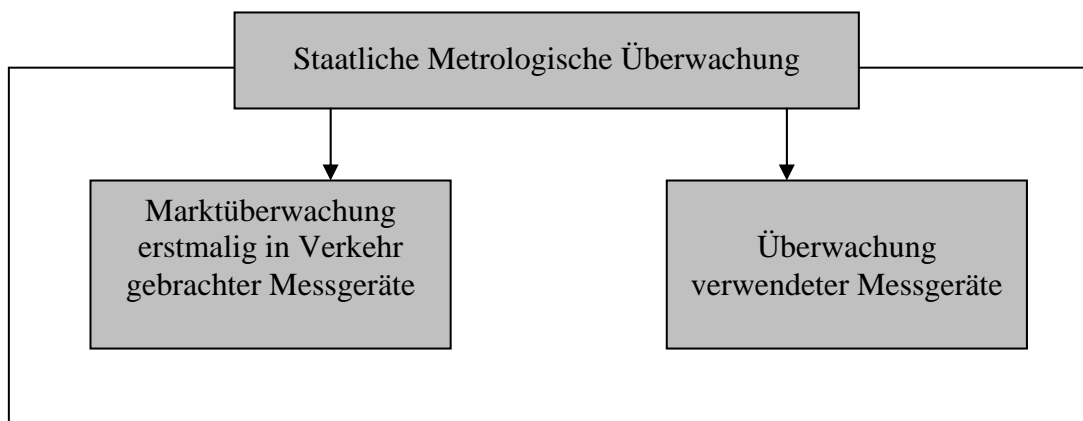 Staatliche Metrologische Überwachung
Marktüberwachung
erstmalig in Verkehr
gebrachter Messgeräte
Überwachung
verwendeter Messgeräte